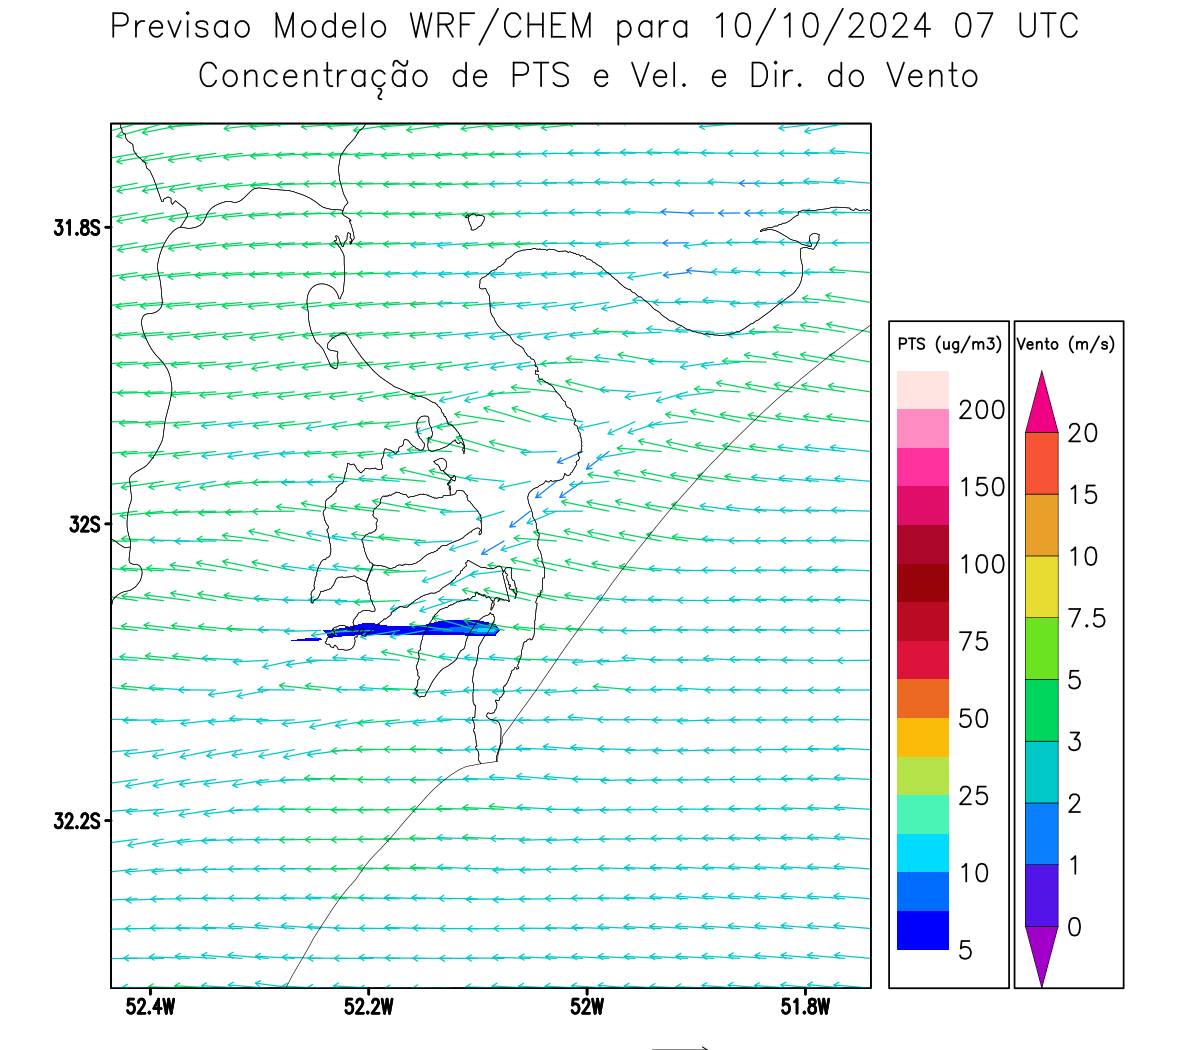 Previsao Modelo WRF/CHEM para 10/10/2024 07 UTC
Concentração de PTS e Vel. e Dir. do Vento
31.8S
32S
32.2S
52.4W 52.2W 52W 51.8W
PTS (ug/m3)
200
150
100
75
50
25
10
5
Vento (m/s)
20
15
10
7.5
5
3
2
1
0